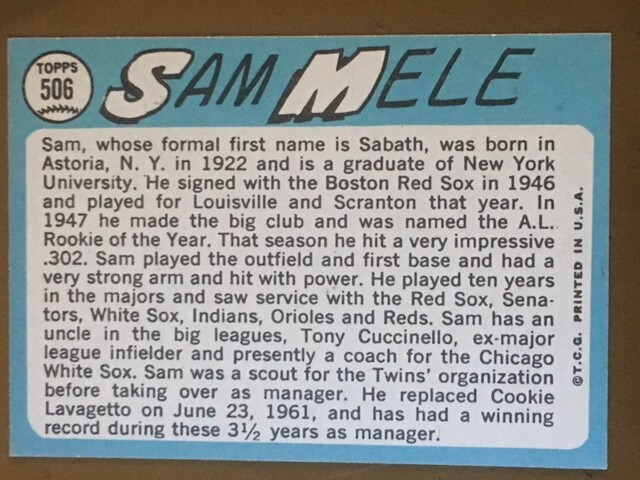 TOPPS
506
SAM MELE
Sam, whose formal first name is Sabath, was born in
Astoria, N. Y. in 1922 and is a graduate of New York
University. He signed with the Boston Red Sox in 1946
and played for Louisville and Scranton that year. In
1947 he made the big club and was named the A.L.
Rookie of the Year. That season he hit a very impressive
.302. Sam played the outfield and first base and had a
very strong arm and hit with power. He played ten years
in the majors and saw service with the Red Sox, Sena-
tors, White Sox, Indians, Orioles and Reds. Sam has an
uncle in the big leagues, Tony Cuccinello, ex-major
league infielder and presently a coach for the Chicago
White Sox. Sam was a scout for the Twins' organization
before taking over as manager. He replaced Cookie
Lavagetto on June 23, 1961, and has had a winning
record during these 3½ years as manager.
©T.C.G. PRINTED IN U.S.A.